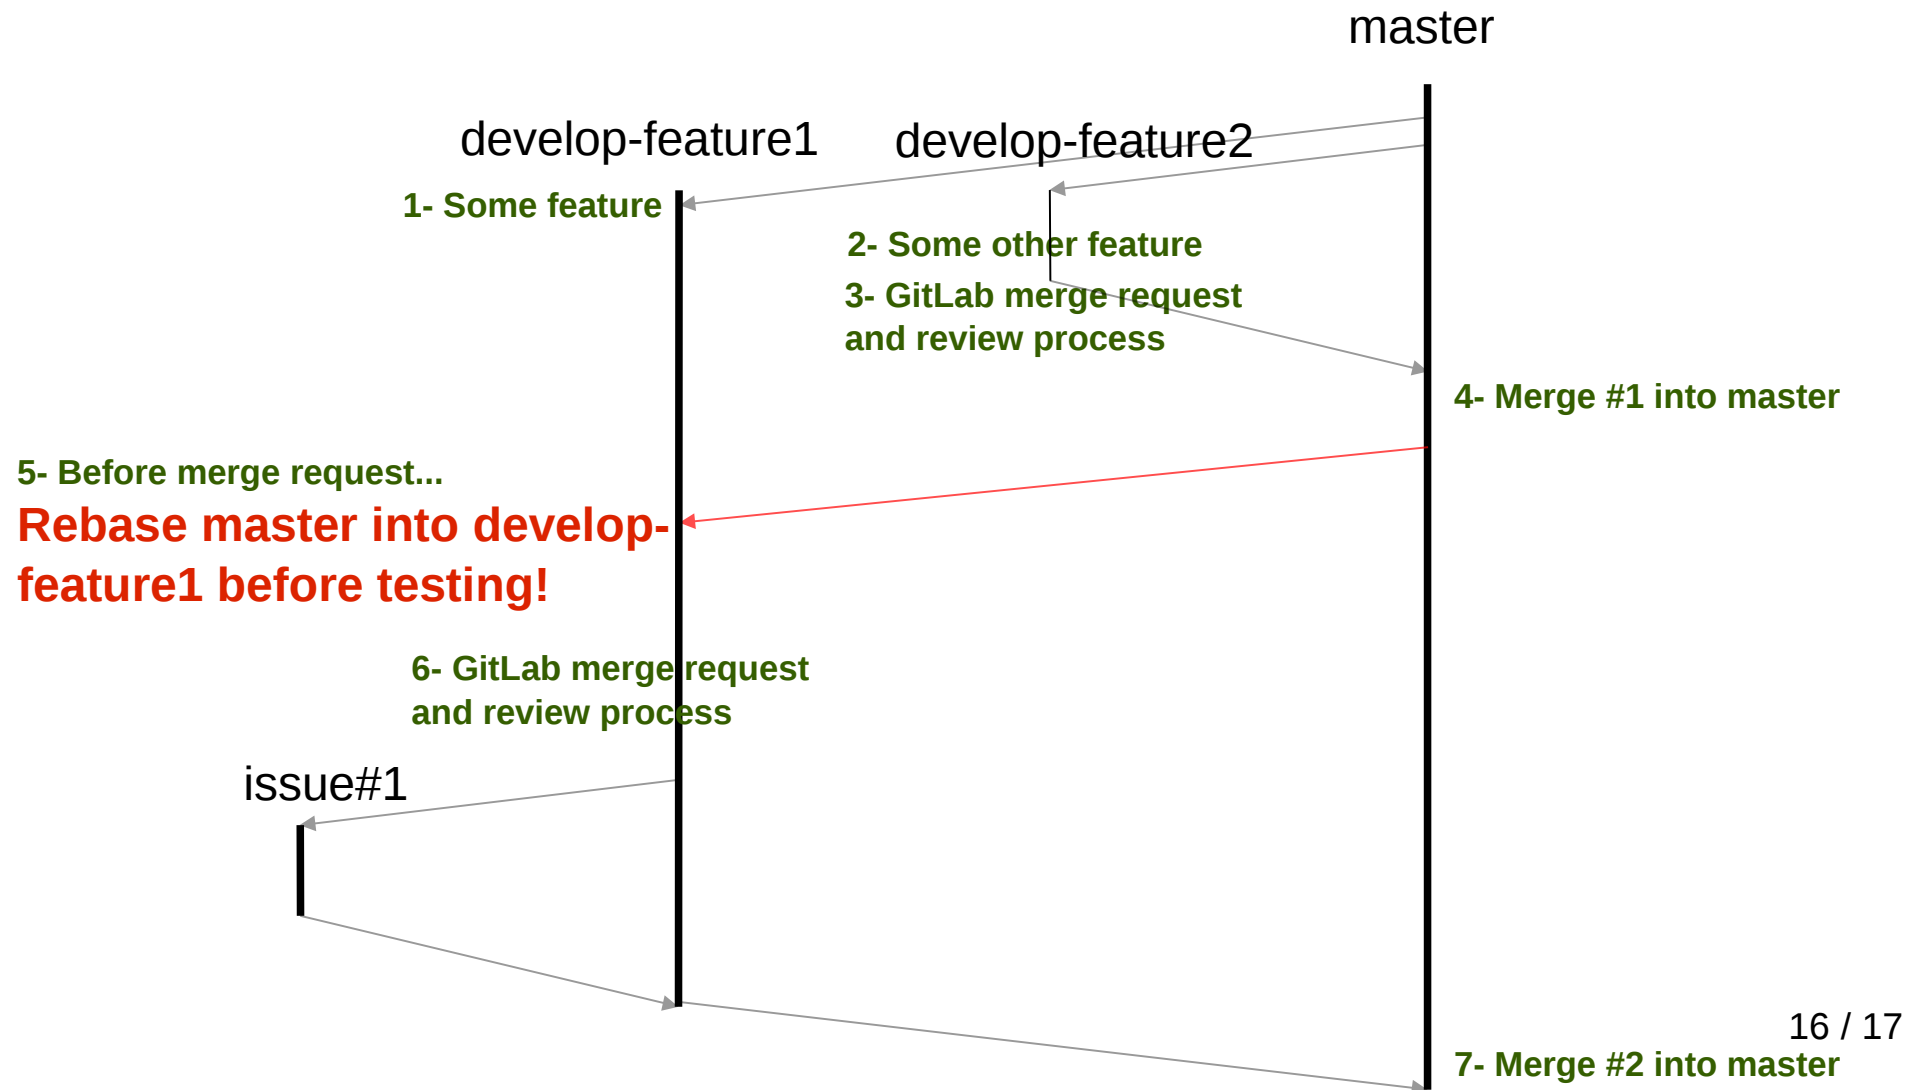 master
develop-feature1
develop-feature2
1- Some feature
2- Some other feature
3- GitLab merge request
and review process
4- Merge #1 into master
5- Before merge request...
Rebase master into develop-
feature1 before testing!
6- GitLab merge request
and review process
issue#1
16 / 17
7- Merge #2 into master